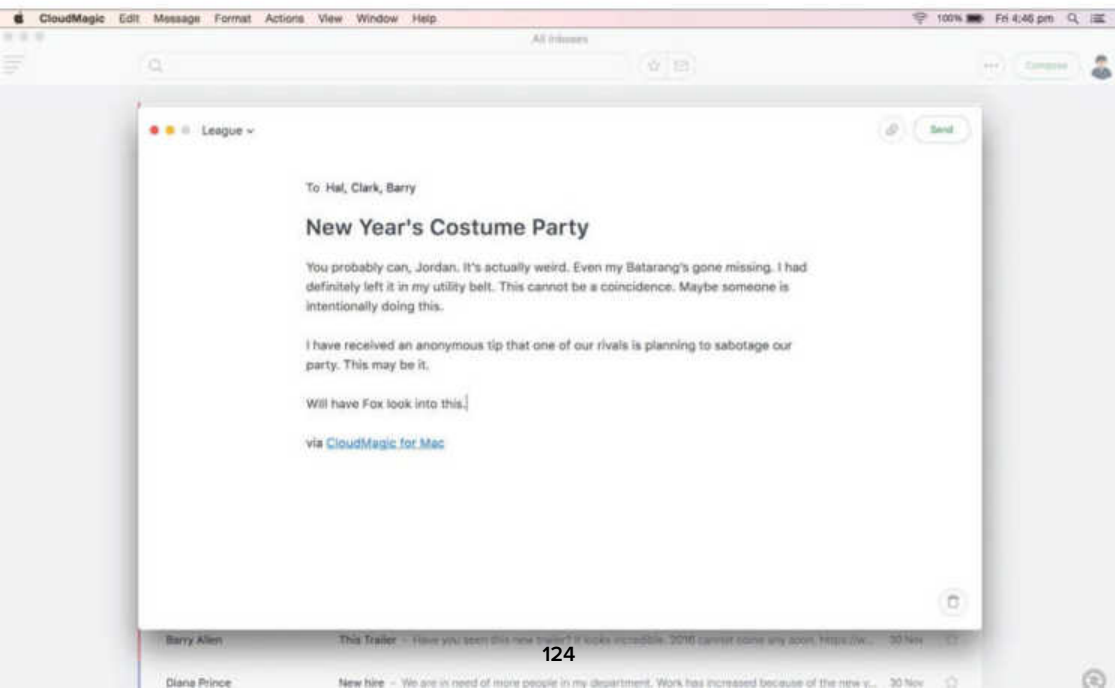 CloudMagic Edit Message Format Actions View Window Help 100% Fri 4:46 pm
All Inboxes
Compose
League
Send
To Hal, Clark, Barry
New Year's Costume Party
You probably can, Jordan. It's actually weird. Even my Batarang's gone missing. I had
definitely left it in my utility belt. This cannot be a coincidence. Maybe someone is
intentionally doing this.
I have received an anonymous tip that one of our rivals is planning to sabotage our
party. This may be it.
Will have Fox look into this.
via CloudMagic for Mac
Barry Allen This Trailer - Have you seen this new trailer? It looks incredible. 2016 cannot come any soon. https://w... 30 Nov
124
Diana Prince New hire - We are in need of more people in my department. Work has increased because of the new v... 30 Nov